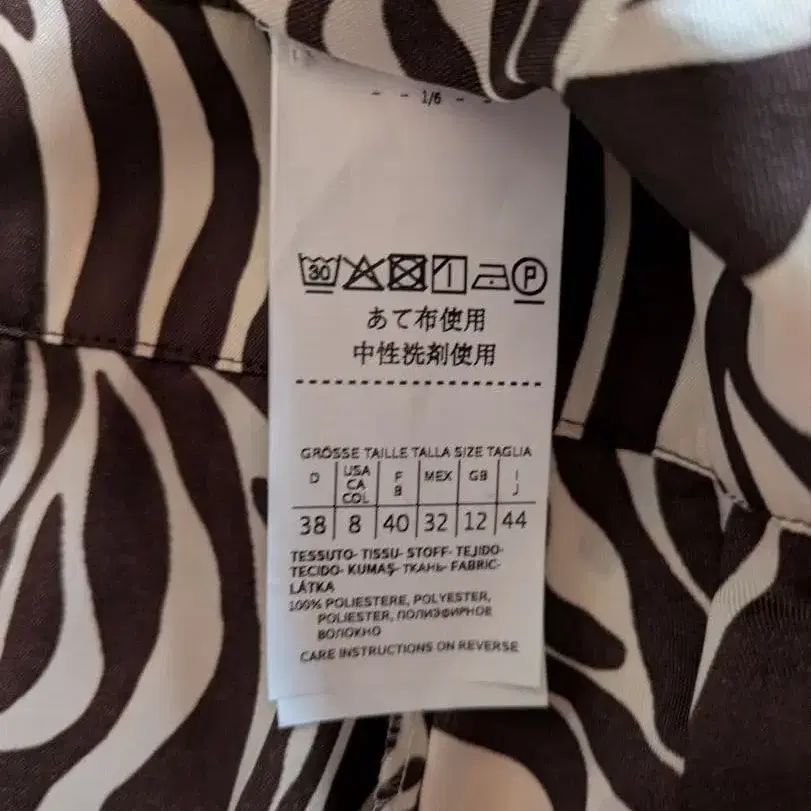 - - 1/6 - -
30 P
あて布使用
中性洗剤使用
GRÖSSE TAILLE TALLA SIZE TAGLIA
D USA CA COL F B MEX GB I J
38 8 40 32 12 44
TESSUTO- TISSU- STOFF- TEJIDO-
TECIDO- KUMAŞ- ТКАНЬ- FABRIC-
LÁTKA
100% POLIESTERE, POLYESTER,
POLIESTER, ПОЛИЭФИРНОЕ
ВОЛОКНО
CARE INSTRUCTIONS ON REVERSE